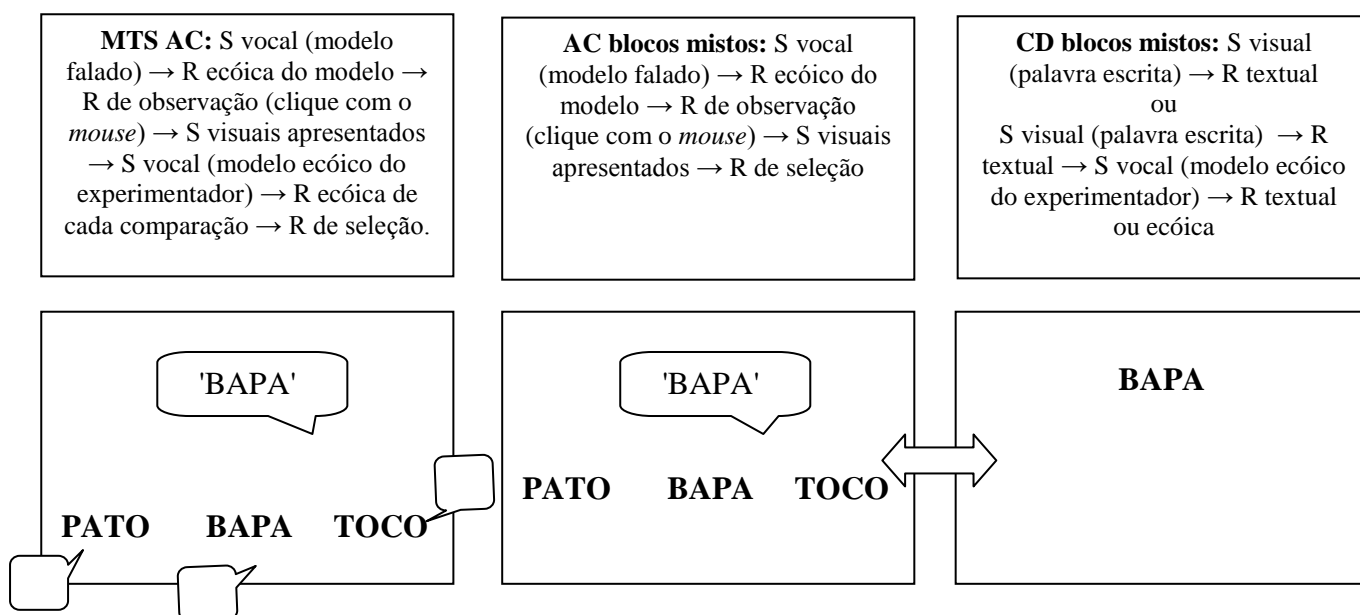 MTS AC: S vocal (modelo
falado) → R ecóica do modelo →
R de observação (clique com o
mouse) → S visuais apresentados
→ S vocal (modelo ecóico do
experimentador) → R ecóica de
cada comparação → R de seleção.
AC blocos mistos: S vocal
(modelo falado) → R ecóico do
modelo → R de observação
(clique com o mouse) → S visuais
apresentados → R de seleção
CD blocos mistos: S visual
(palavra escrita) → R textual
ou
S visual (palavra escrita) → R
textual → S vocal (modelo ecóico
do experimentador) → R textual
ou ecóica
'BAPA'
PATO BAPA TOCO
'BAPA'
PATO BAPA TOCO
BAPA